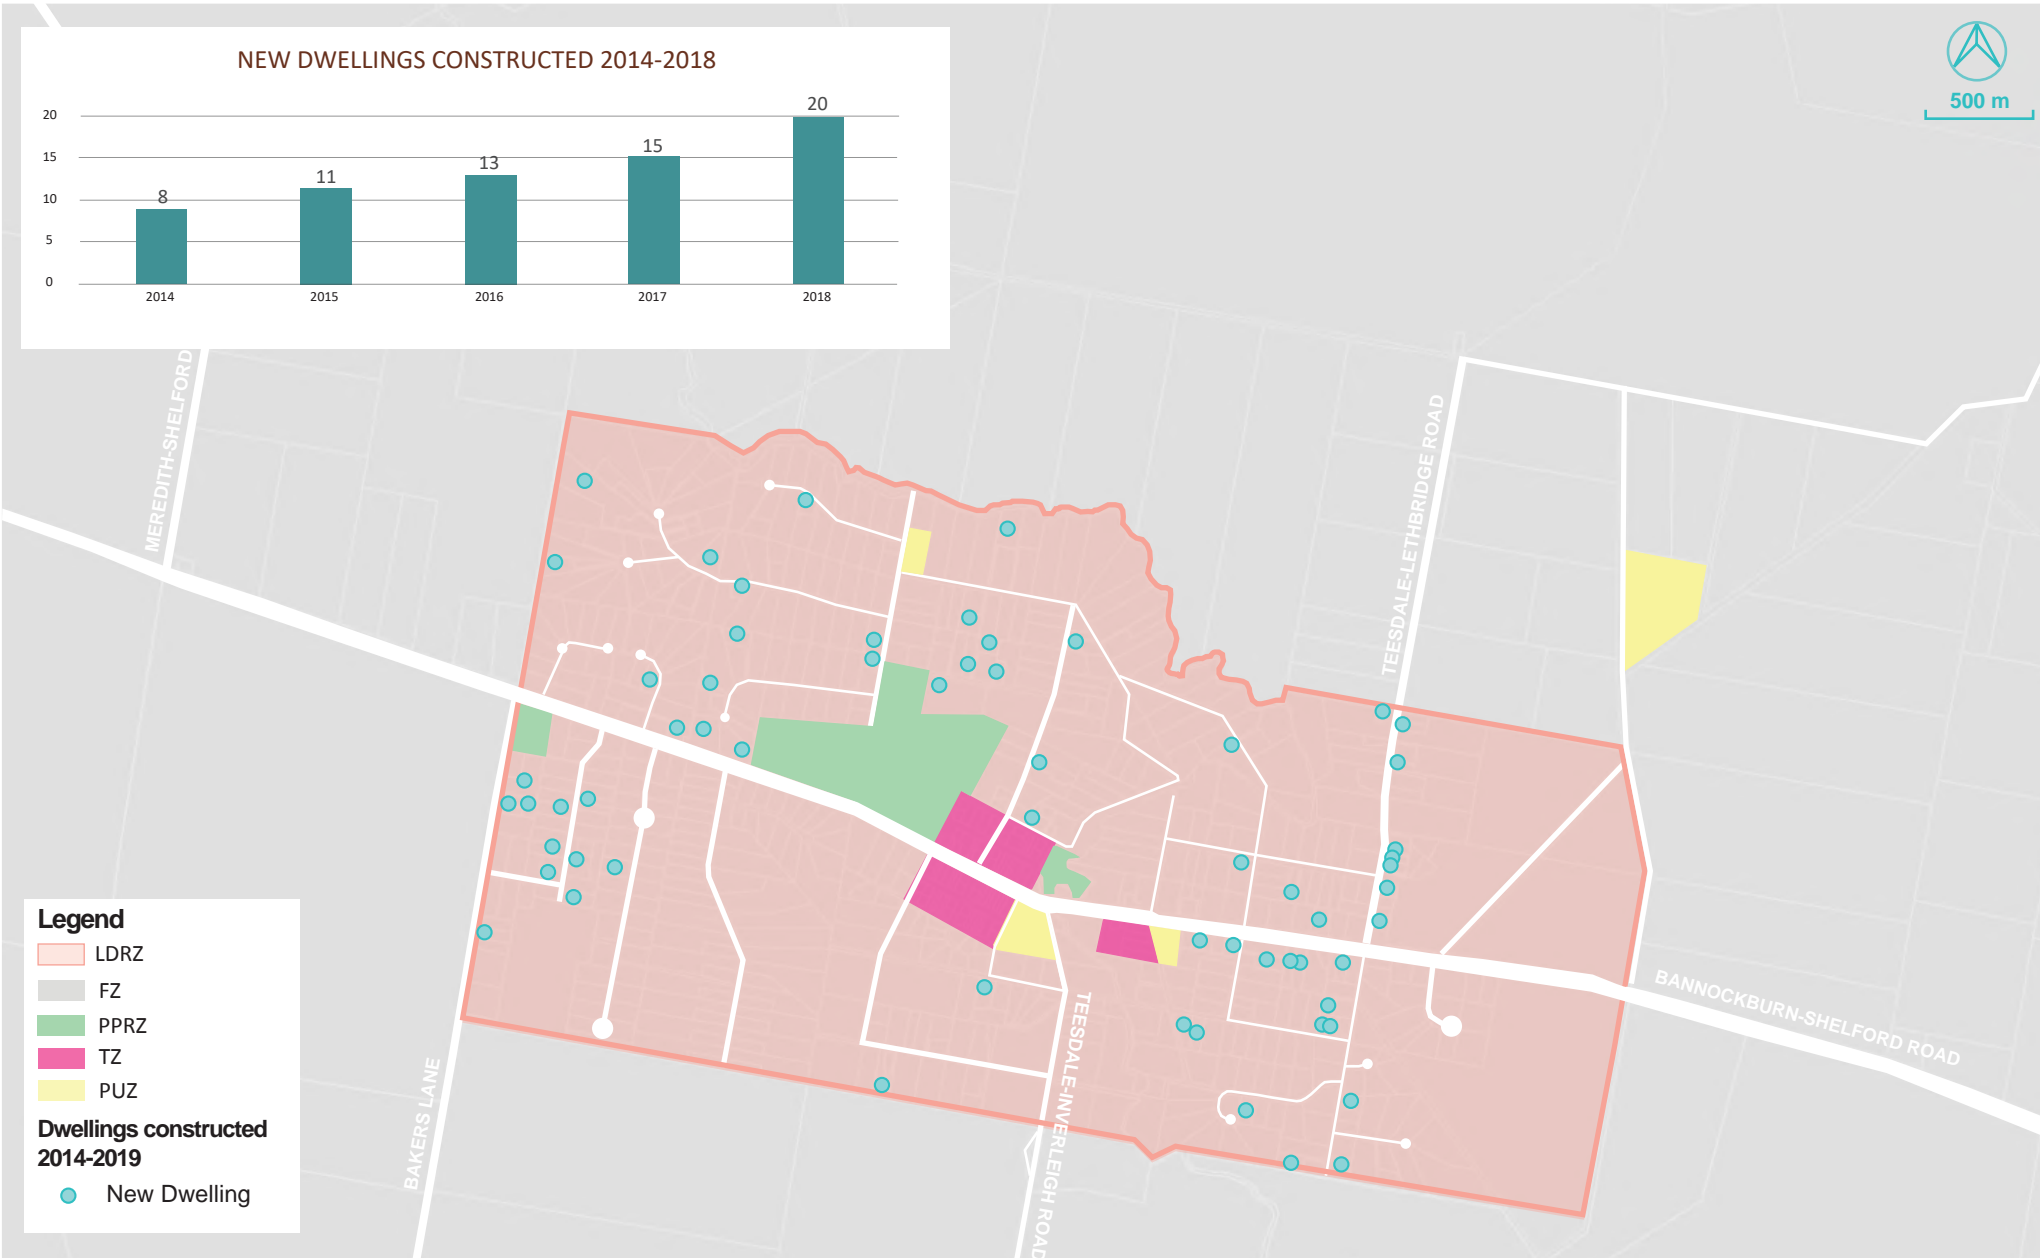 NEW DWELLINGS CONSTRUCTED 2014-2018
20
15
10
5
0
8
11
13
15
20
2014
2015
2016
2017
2018
500 m
MEREDITH-SHELFORD
TEESDALE-LETHBRIDGE ROAD
BANNOCKBURN-SHELFORD ROAD
TEESDALE-INVERLEIGH ROAD
BAKERS LANE
Legend
LDRZ
FZ
PPRZ
TZ
PUZ
Dwellings constructed
2014-2019
New Dwelling